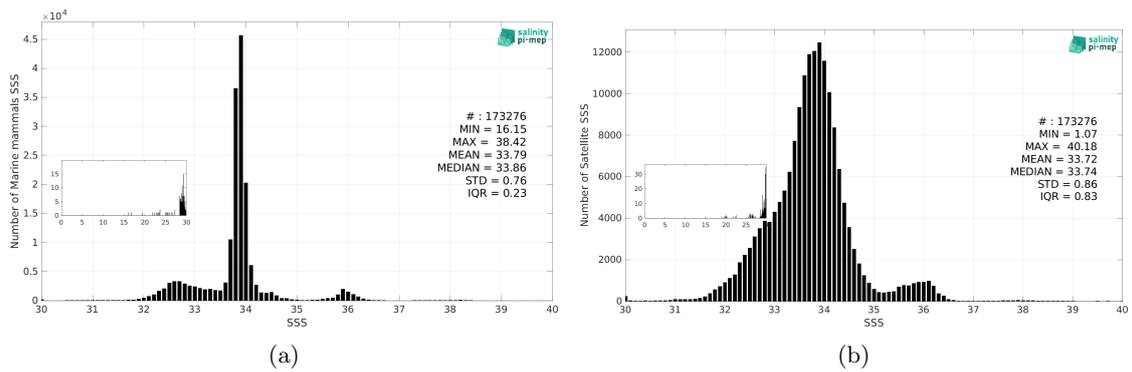 ×10⁴
4.5
4
3.5
3
2.5
2
1.5
1
0.5
0
Number of Marine mammals SSS
30 31 32 33 34 35 36 37 38 39 40
SSS
salinity
pi-mep
# : 173276
MIN = 16.15
MAX = 38.42
MEAN = 33.79
MEDIAN = 33.86
STD = 0.76
IQR = 0.23
15
10
5
0
0 5 10 15 20 25 30
(a)
12000
10000
8000
6000
4000
2000
0
Number of Satellite SSS
30 31 32 33 34 35 36 37 38 39 40
SSS
salinity
pi-mep
# : 173276
MIN = 1.07
MAX = 40.18
MEAN = 33.72
MEDIAN = 33.74
STD = 0.86
IQR = 0.83
30
20
10
0
0 5 10 15 20 25
(b)